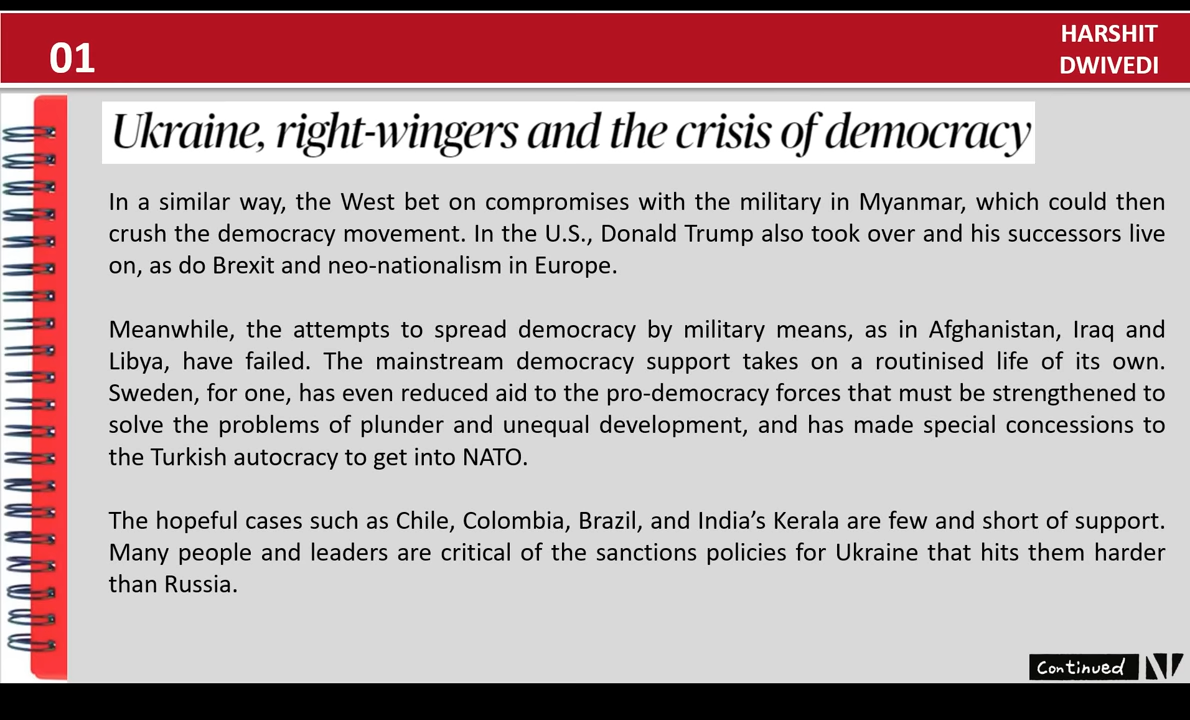 01
HARSHIT
DWIVEDI
Ukraine, right-wingers and the crisis of democracy
In a similar way, the West bet on compromises with the military in Myanmar, which could then
crush the democracy movement. In the U.S., Donald Trump also took over and his successors live
on, as do Brexit and neo-nationalism in Europe.
Meanwhile, the attempts to spread democracy by military means, as in Afghanistan, Iraq and
Libya, have failed. The mainstream democracy support takes on a routinised life of its own.
Sweden, for one, has even reduced aid to the pro-democracy forces that must be strengthened to
solve the problems of plunder and unequal development, and has made special concessions to
the Turkish autocracy to get into NATO.
The hopeful cases such as Chile, Colombia, Brazil, and India’s Kerala are few and short of support.
Many people and leaders are critical of the sanctions policies for Ukraine that hits them harder
than Russia.
Continued